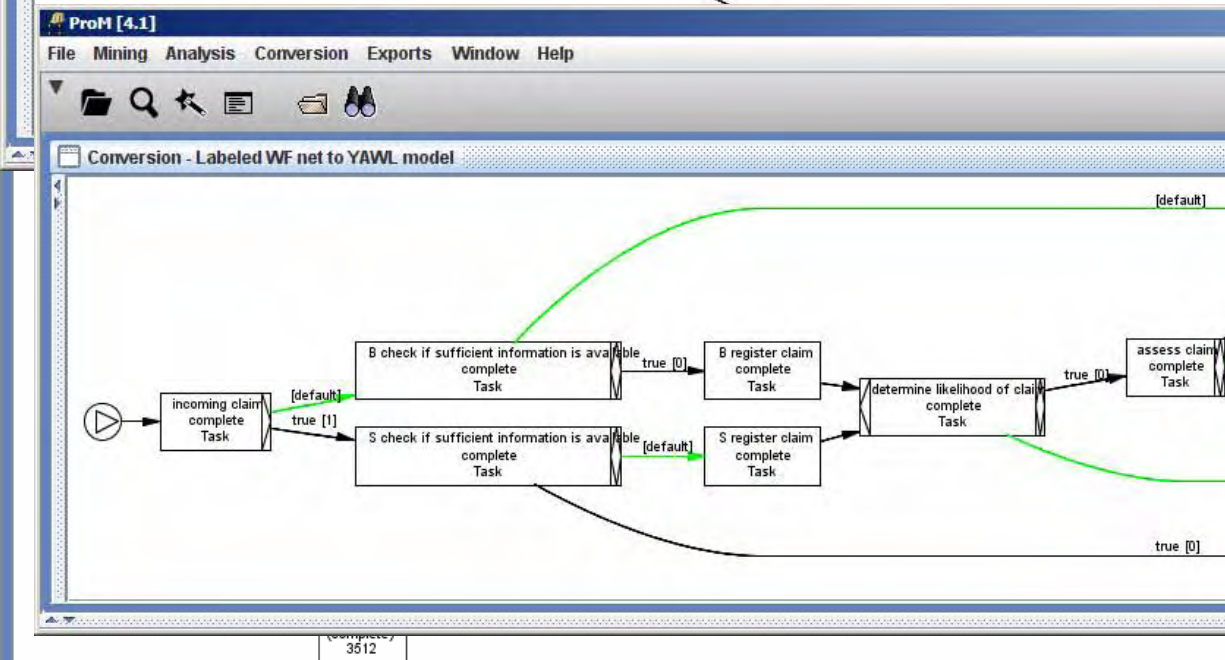 ProM [4.1]
File Mining Analysis Conversion Exports Window Help
Conversion - Labeled WF net to YAWL model
[default]
B check if sufficient information is available
complete
Task
true [0]
B register claim
complete
Task
assess claim
complete
Task
true [0]
incoming claim
complete
Task
[default]
true [1]
determine likelihood of claim
complete
Task
S check if sufficient information is available
complete
Task
[default]
S register claim
complete
Task
true [0]
(complete)
3512